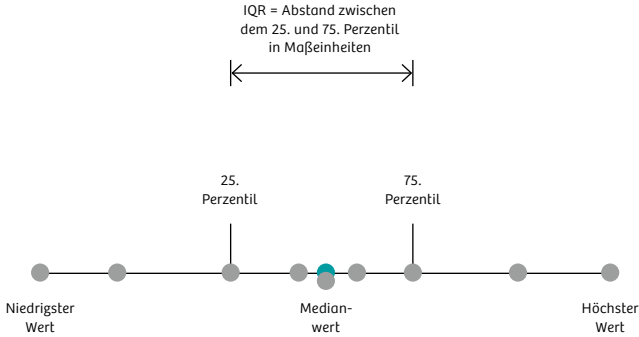 IQR = Abstand zwischen
dem 25. und 75. Perzentil
in Maßeinheiten
25.
Perzentil
75.
Perzentil
Niedrigster
Wert
Median-
wert
Höchster
Wert